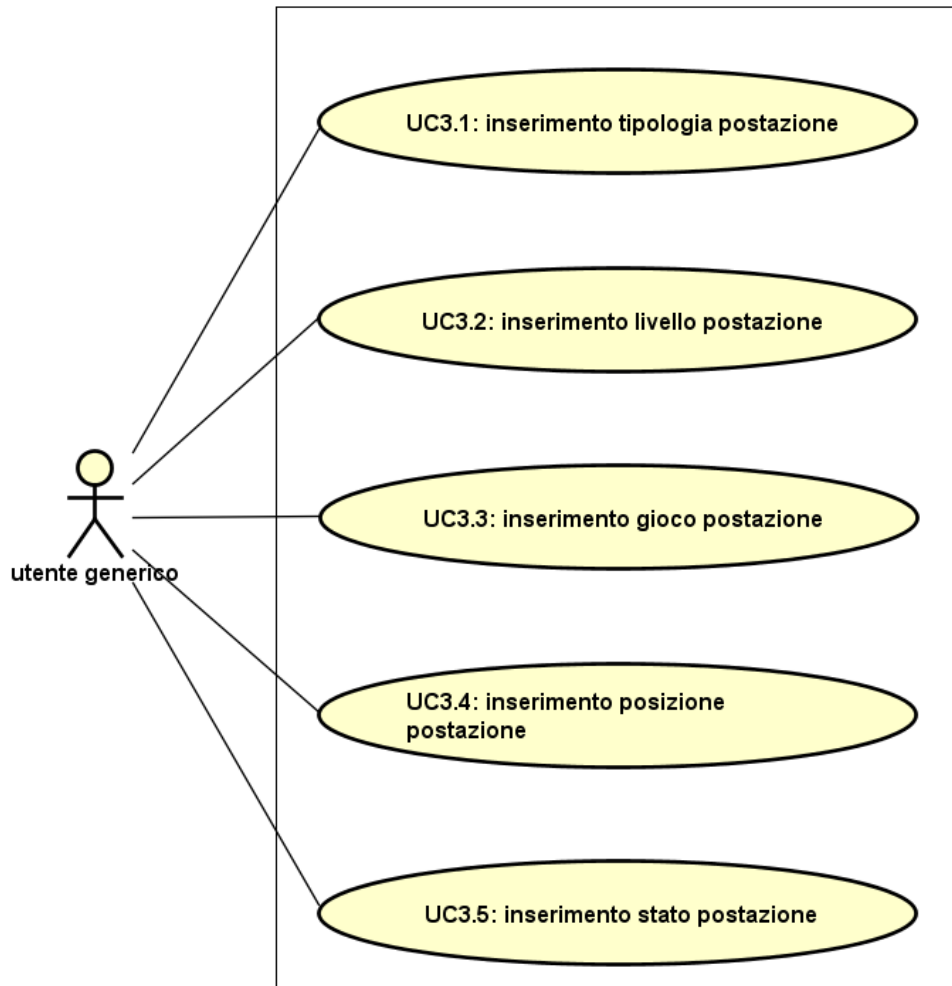 UC3.1: inserimento tipologia postazione
UC3.2: inserimento livello postazione
UC3.3: inserimento gioco postazione
utente generico
UC3.4: inserimento posizione
postazione
UC3.5: inserimento stato postazione